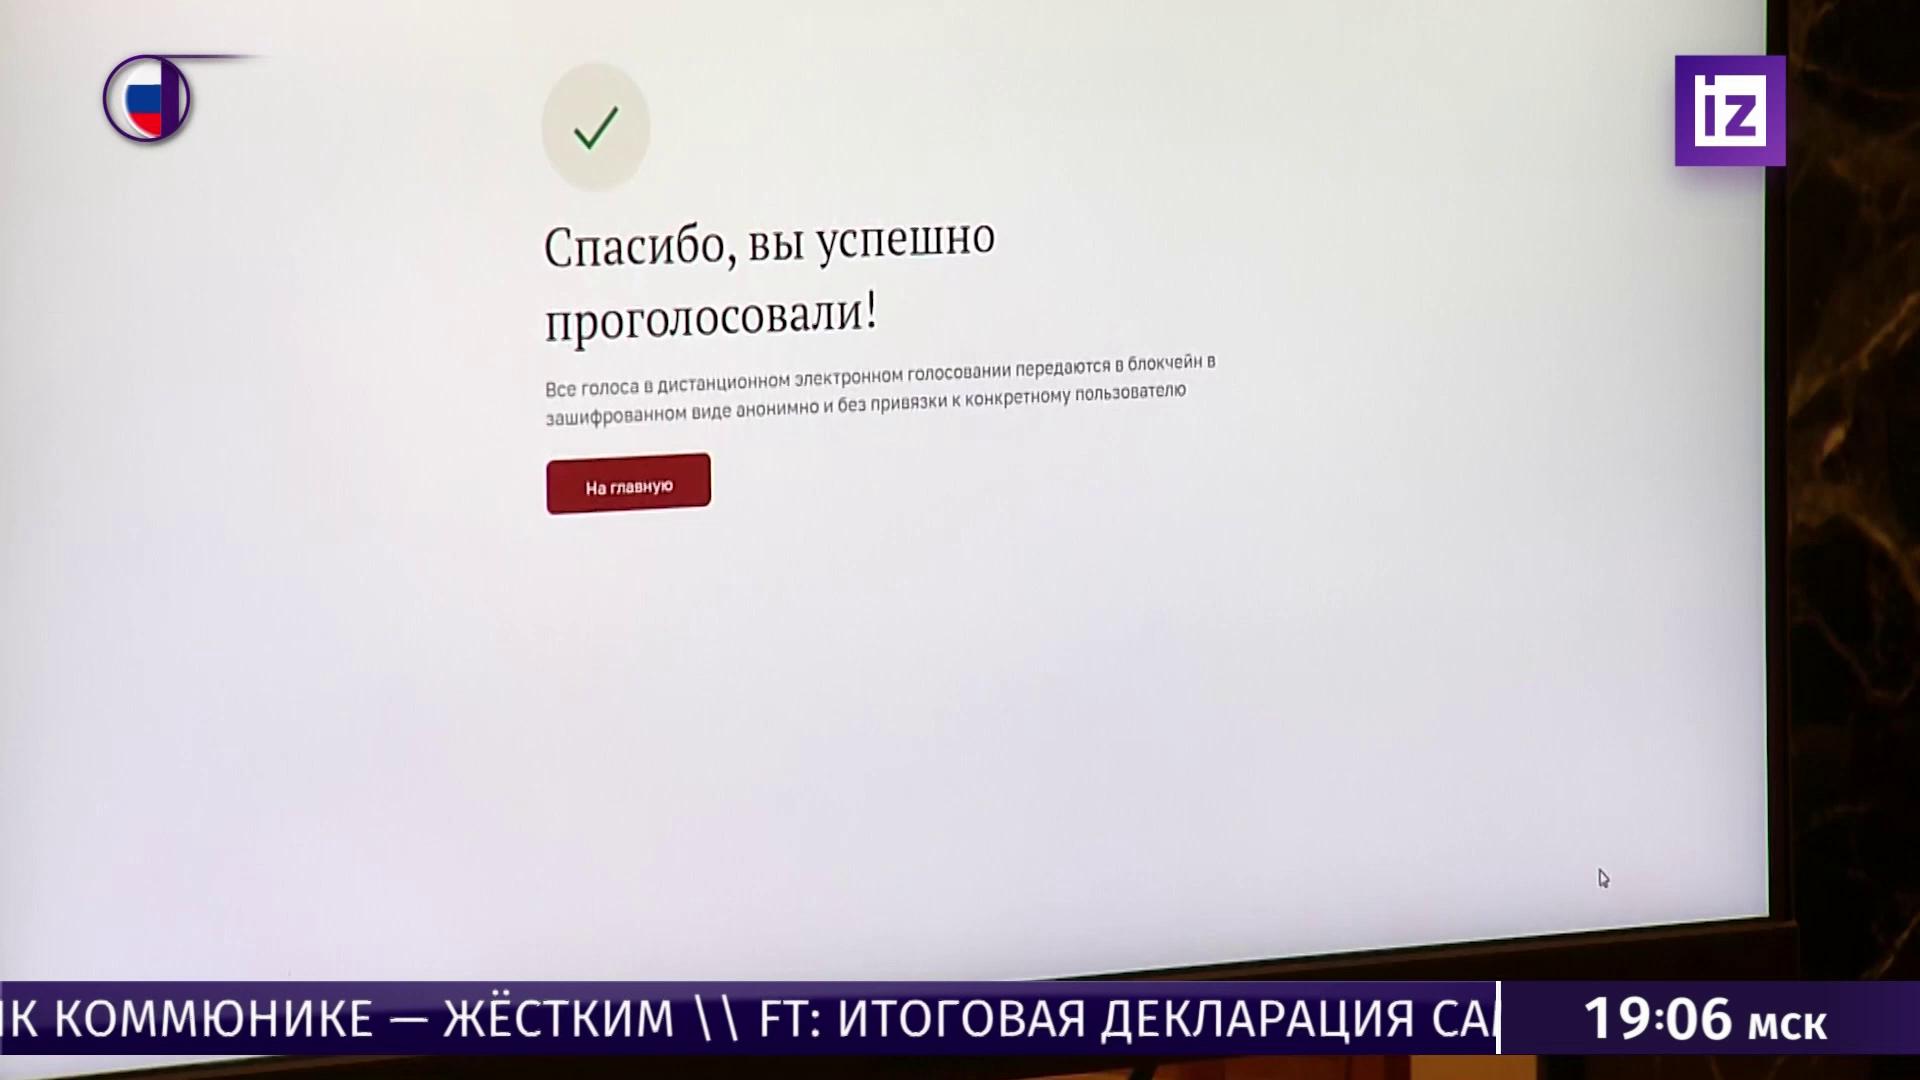 iz
Спасибо, вы успешно
проголосовали!
Все голоса в дистанционном электронном голосовании передаются в блокчейн в
зашифрованном виде анонимно и без привязки к конкретному пользователю
На главную
КОММЮНИКЕ — ЖЁСТКИМ \\ FT: ИТОГОВАЯ ДЕКЛАРАЦИЯ
19:06 МСК